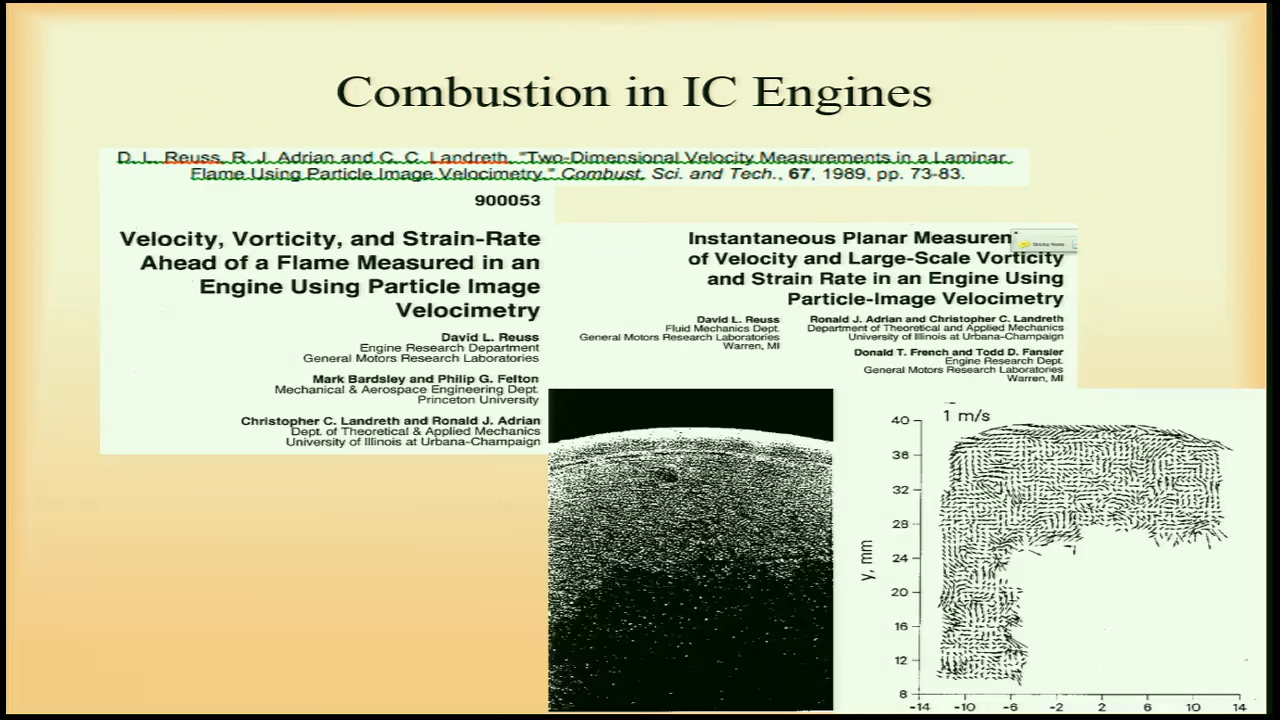 Combustion in IC Engines
D. L. Reuss, R. J. Adrian and C. C. Landreth, "Two-Dimensional Velocity Measurements in a Laminar
Flame Using Particle Image Velocimetry," Combust. Sci. and Tech., 67, 1989, pp. 73-83.
900053
Velocity, Vorticity, and Strain-Rate
Ahead of a Flame Measured in an
Engine Using Particle Image
Velocimetry
David L. Reuss
Engine Research Department
General Motors Research Laboratories
Mark Bardsley and Philip G. Felton
Mechanical & Aerospace Engineering Dept.
Princeton University
Christopher C. Landreth and Ronald J. Adrian
Dept. of Theoretical & Applied Mechanics
University of Illinois at Urbana-Champaign
Instantaneous Planar Measuremen
of Velocity and Large-Scale Vorticity
and Strain Rate in an Engine Using
Particle-Image Velocimetry
Sticky Note
David L. Reuss
Fluid Mechanics Dept.
General Motors Research Laboratories
Warren, MI
Ronald J. Adrian and Christopher C. Landreth
Department of Theoretical and Applied Mechanics
University of Illinois at Urbana-Champaign
Donald T. French and Todd D. Fansler
Engine Research Dept.
General Motors Research Laboratories
Warren, MI
1 m/s
40
36
32
28
24
20
16
12
8
y, mm
-14 -10 -6 -2 2 6 10 14